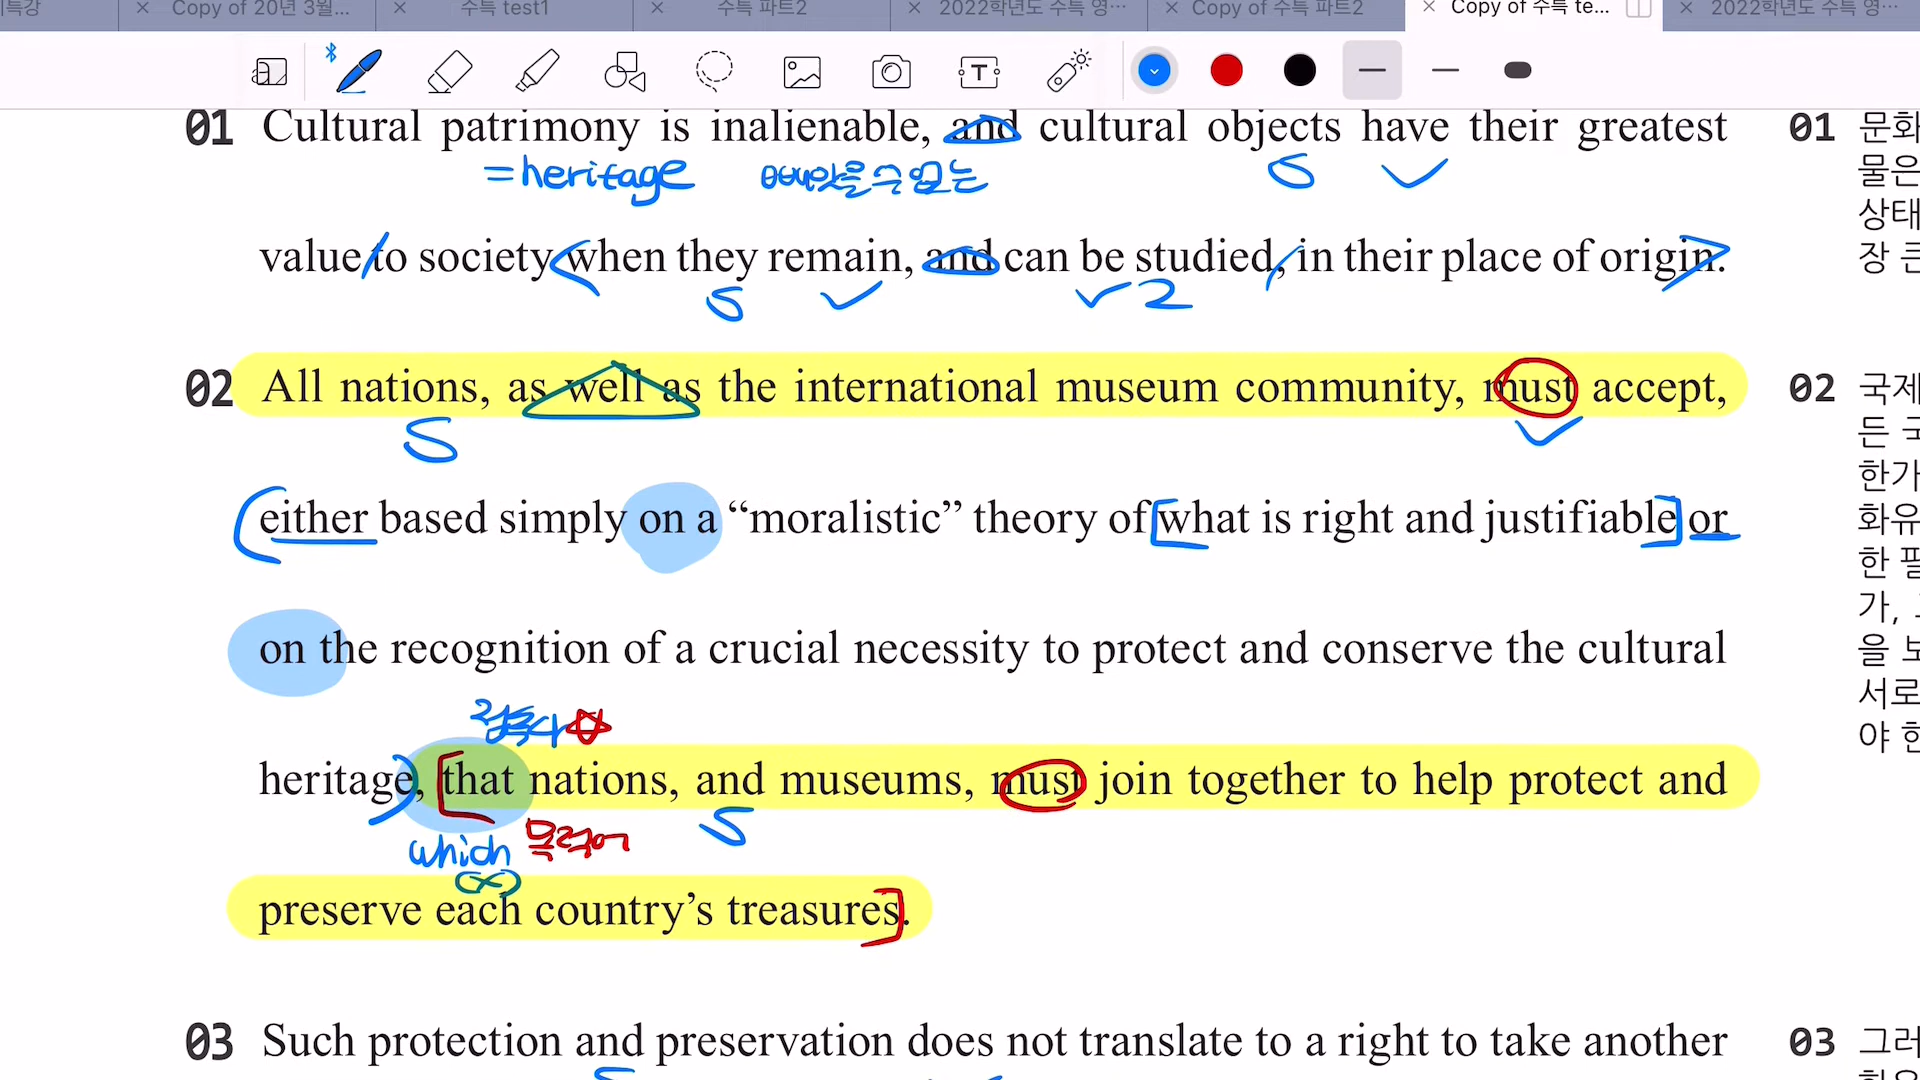 특강
Copy of 20년 3월...
수특 test1
수특 파트2
2022학년도 수특 영...
Copy of 수특 파트2
Copy of 수특 te...
2022학년도 수특 영...
01 Cultural patrimony is inalienable, and cultural objects have their greatest
=heritage 빼앗을 수 없는 S
value to society when they remain, and can be studied, in their place of origin.
S 2
02 All nations, as well as the international museum community, must accept,
S
either based simply on a “moralistic” theory of what is right and justifiable or
on the recognition of a crucial necessity to protect and conserve the cultural
접속사
heritage, that nations, and museums, must join together to help protect and
which 목적어 S
(x)
preserve each country’s treasures.
03 Such protection and preservation does not translate to a right to take another
01 문화
물은
상태
장 큰
02 국제
든 국
한가
화유
한 필
가, 그
을 보
서로
야 한
03 그러